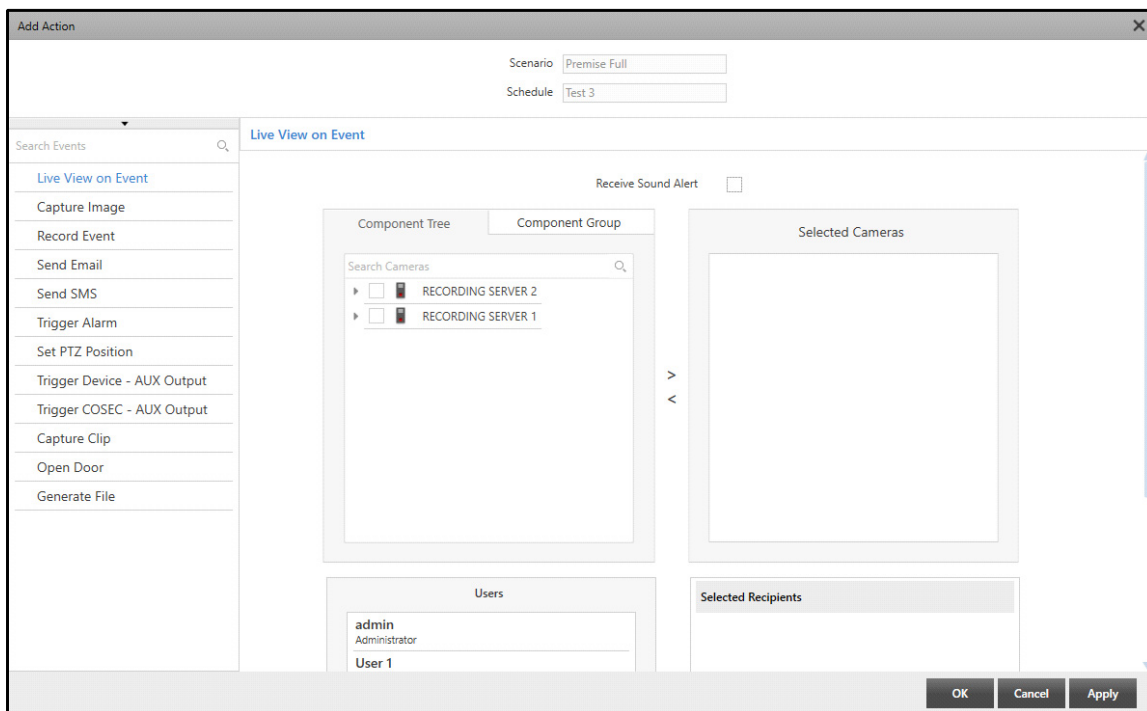 Add Action
Scenario Premise Full
Schedule Test 3
Search Events
Live View on Event
Capture Image
Record Event
Send Email
Send SMS
Trigger Alarm
Set PTZ Position
Trigger Device - AUX Output
Trigger COSEC - AUX Output
Capture Clip
Open Door
Generate File
Live View on Event
Receive Sound Alert
Component Tree
Component Group
Search Cameras
RECORDING SERVER 2
RECORDING SERVER 1
>
<
Selected Cameras
Users
admin
Administrator
User 1
Selected Recipients
OK
Cancel
Apply